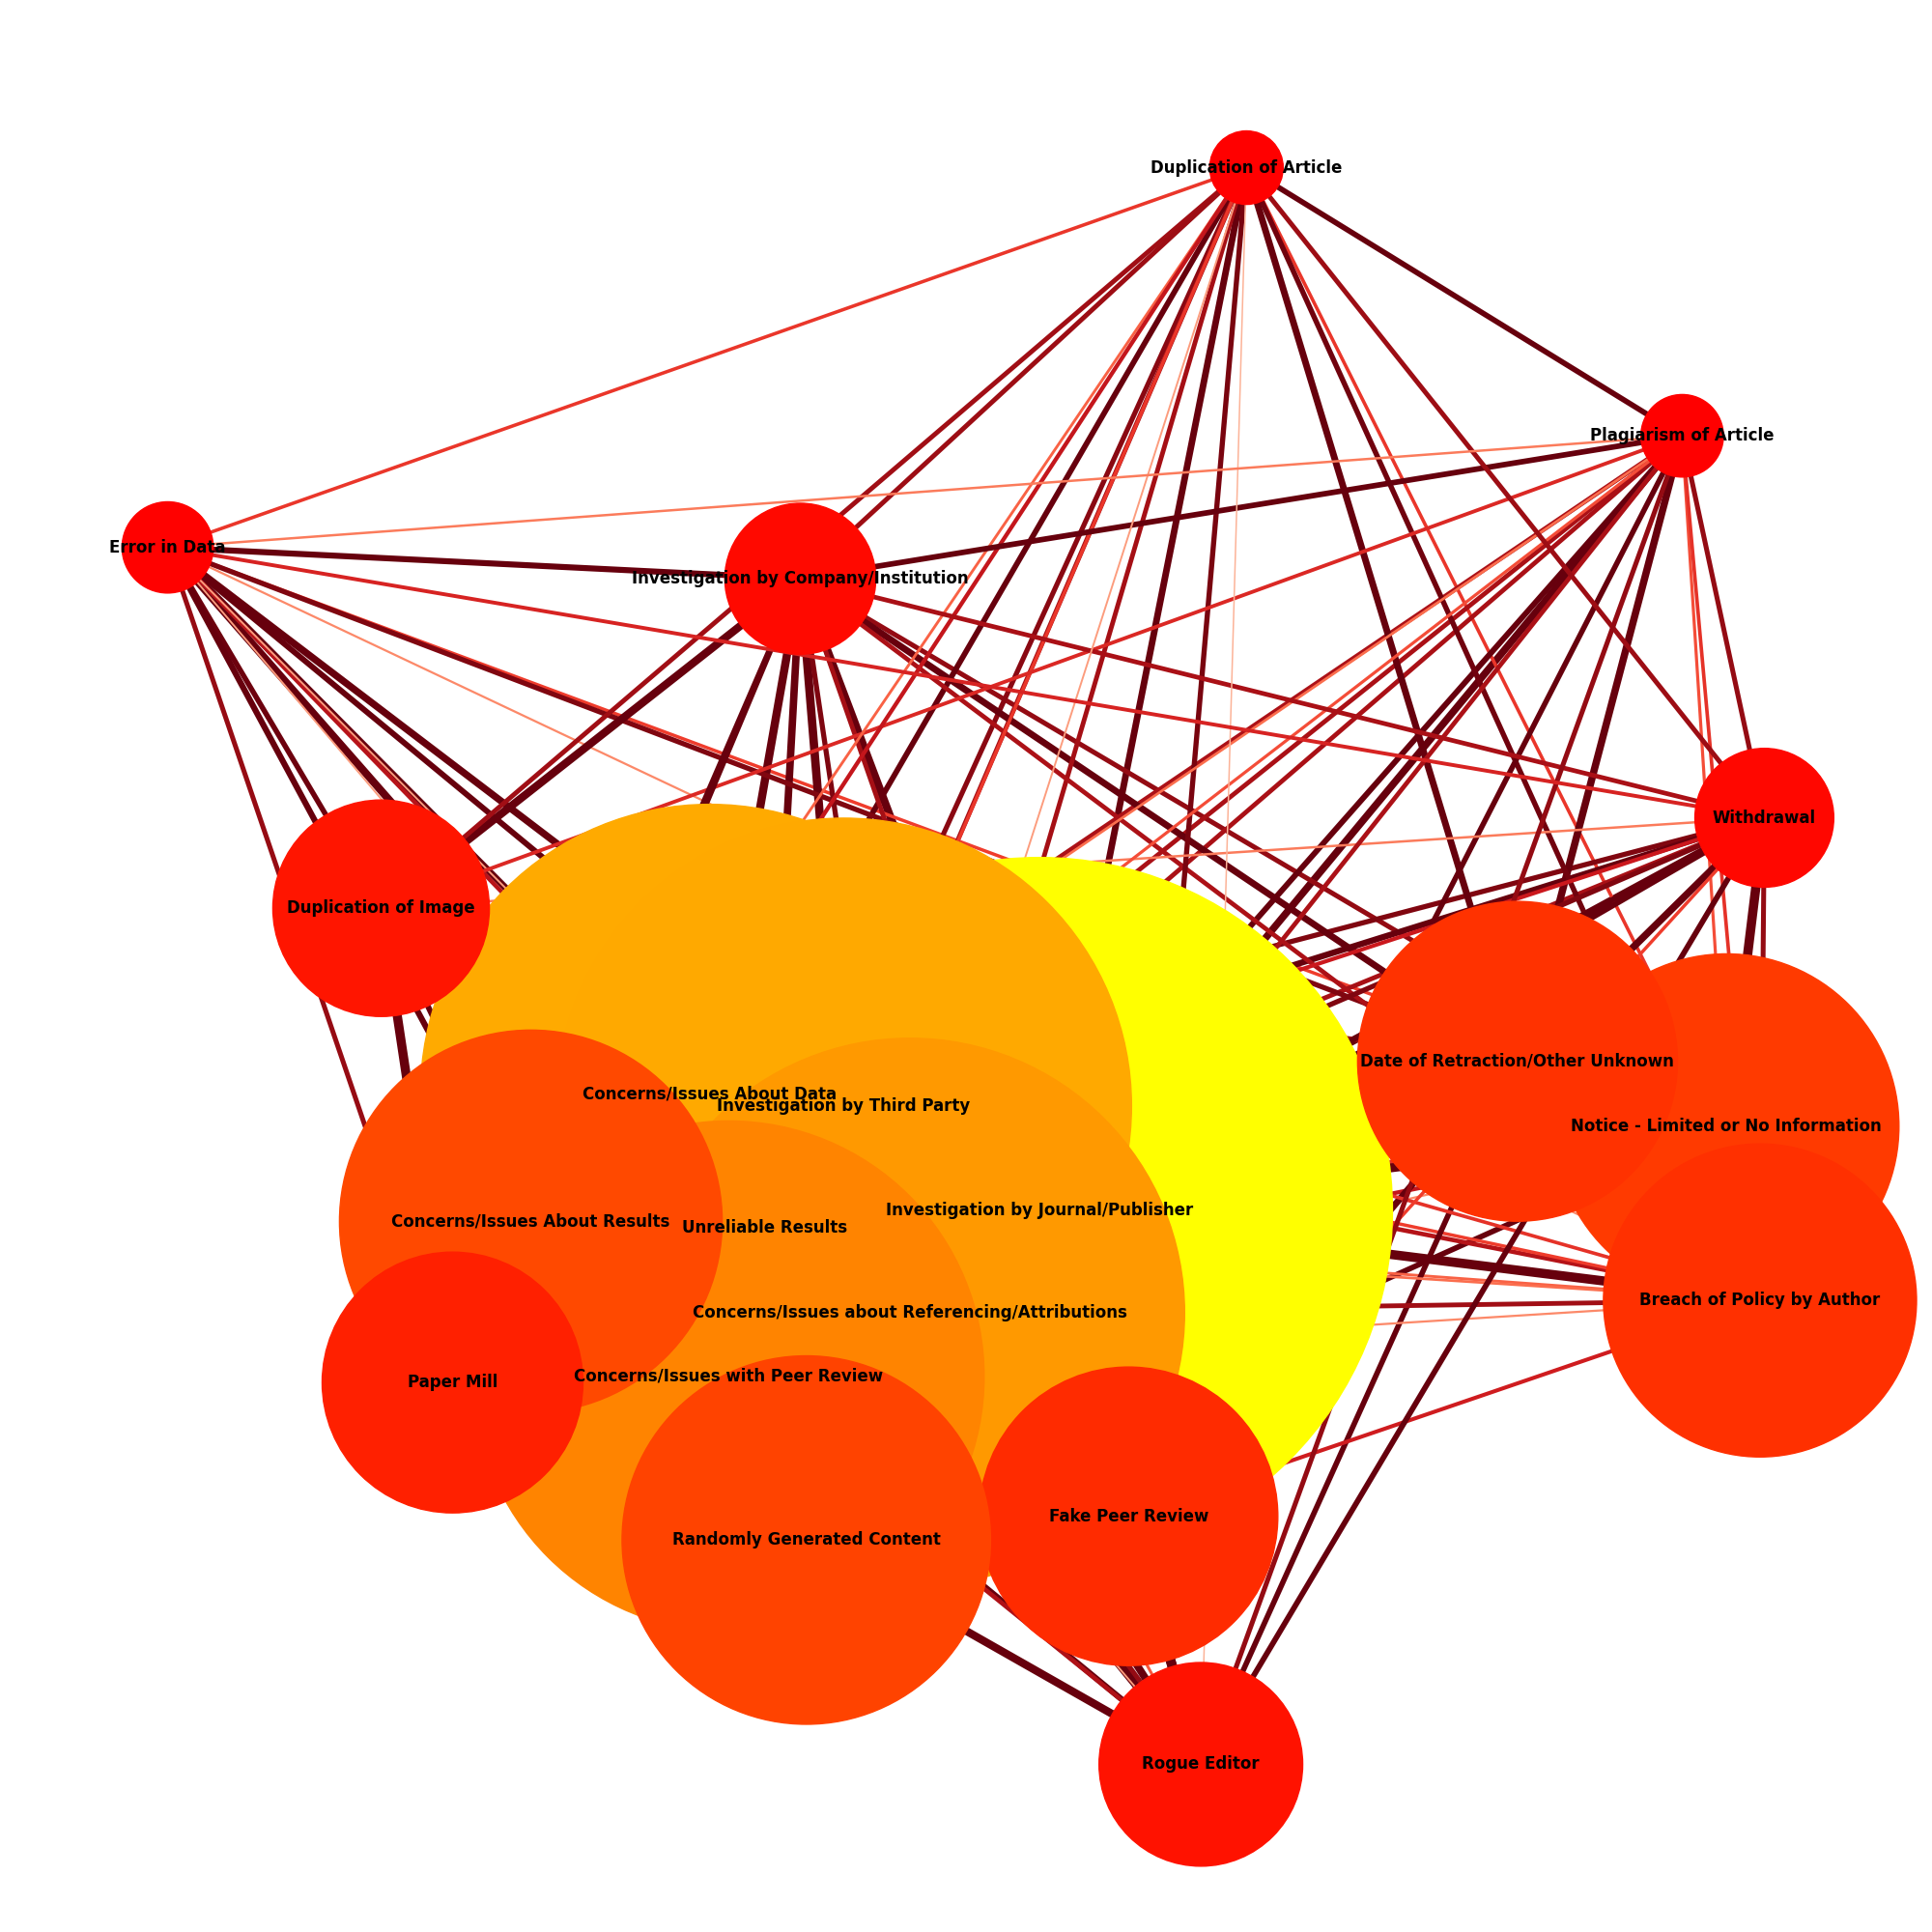 Duplication of Article
Plagiarism of Article
Error in Data
Investigation by Company/Institution
Withdrawal
Duplication of Image
Date of Retraction/Other Unknown
Concerns/Issues About Data
Investigation by Third Party
Notice - Limited or No Information
Investigation by Journal/Publisher
Concerns/Issues About Results
Unreliable Results
Breach of Policy by Author
Concerns/Issues about Referencing/Attributions
Concerns/Issues with Peer Review
Paper Mill
Fake Peer Review
Randomly Generated Content
Rogue Editor